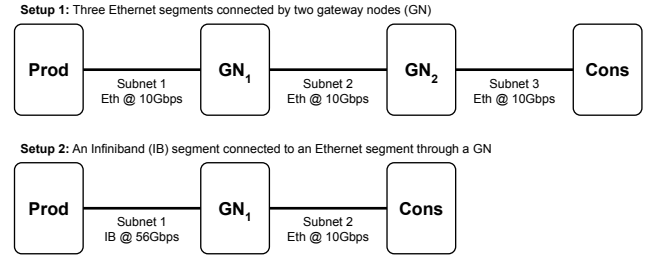 Setup 1: Three Ethernet segments connected by two gateway nodes (GN)
Prod
GN1
GN2
Cons
Subnet 1
Eth @ 10Gbps
Subnet 2
Eth @ 10Gbps
Subnet 3
Eth @ 10Gbps
Setup 2: An Infiniband (IB) segment connected to an Ethernet segment through a GN
Prod
GN1
Cons
Subnet 1
IB @ 56Gbps
Subnet 2
Eth @ 10Gbps